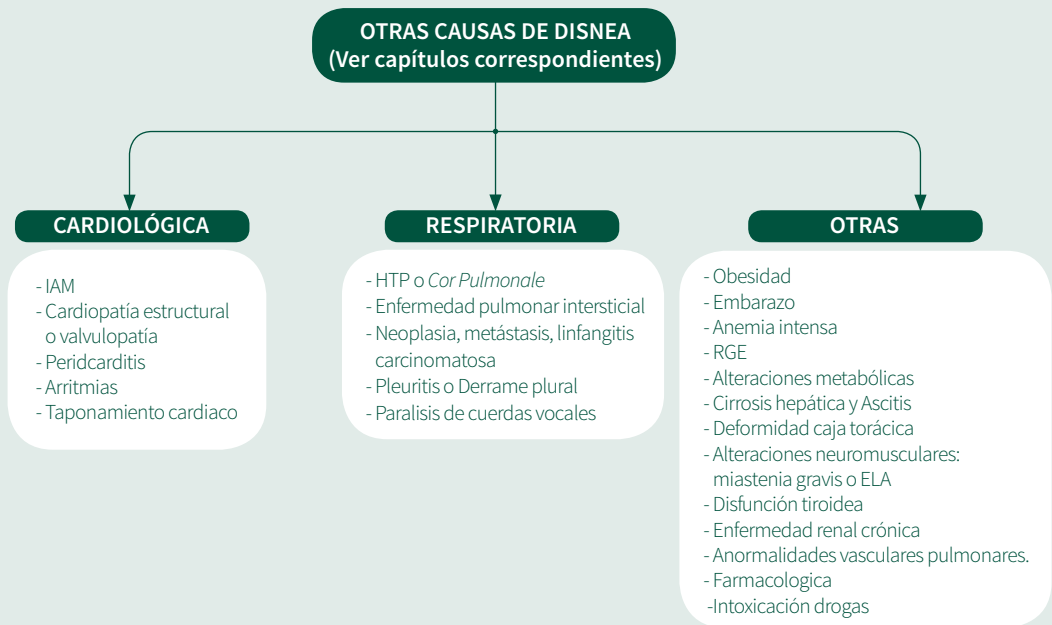 OTRAS CAUSAS DE DISNEA
(Ver capítulos correspondientes)
CARDIOLÓGICA
- IAM
- Cardiopatía estructural
o valvulopatía
- Peridcarditis
- Arritmias
- Taponamiento cardiaco
RESPIRATORIA
- HTP o Cor Pulmonale
- Enfermedad pulmonar intersticial
- Neoplasia, metástasis, linfangitis
carcinomatosa
- Pleuritis o Derrame plural
- Paralisis de cuerdas vocales
OTRAS
- Obesidad
- Embarazo
- Anemia intensa
- RGE
- Alteraciones metabólicas
- Cirrosis hepática y Ascitis
- Deformidad caja torácica
- Alteraciones neuromusculares:
miastenia gravis o ELA
- Disfunción tiroidea
- Enfermedad renal crónica
- Anormalidades vasculares pulmonares.
- Farmacologica
-Intoxicación drogas